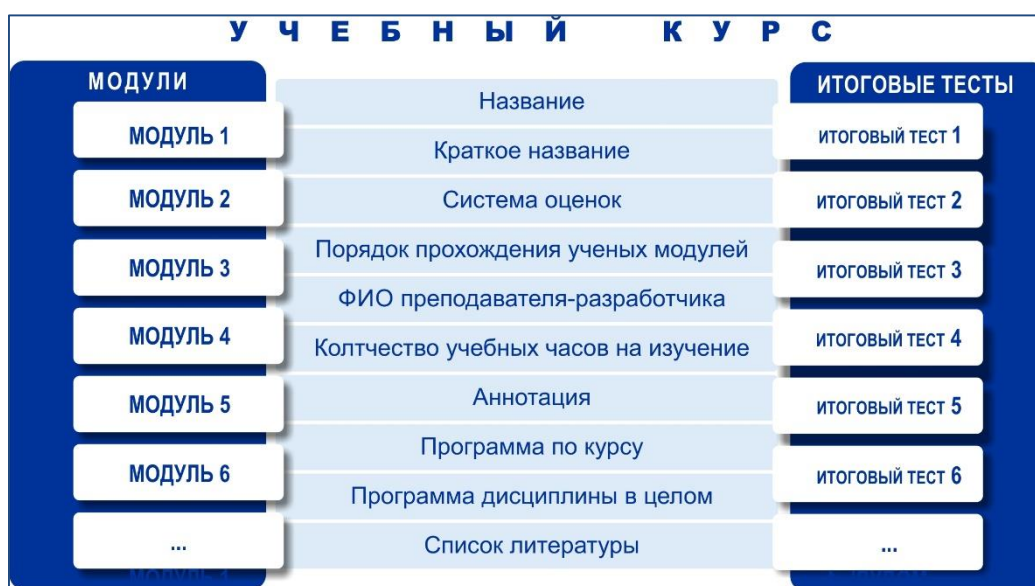 УЧЕБНЫЙ КУРС
МОДУЛИ
МОДУЛЬ 1
МОДУЛЬ 2
МОДУЛЬ 3
МОДУЛЬ 4
МОДУЛЬ 5
МОДУЛЬ 6
...
Название
Краткое название
Система оценок
Порядок прохождения ученых модулей
ФИО преподавателя-разработчика
Колтчество учебных часов на изучение
Аннотация
Программа по курсу
Программа дисциплины в целом
Список литературы
ИТОГОВЫЕ ТЕСТЫ
ИТОГОВЫЙ ТЕСТ 1
ИТОГОВЫЙ ТЕСТ 2
ИТОГОВЫЙ ТЕСТ 3
ИТОГОВЫЙ ТЕСТ 4
ИТОГОВЫЙ ТЕСТ 5
ИТОГОВЫЙ ТЕСТ 6
...